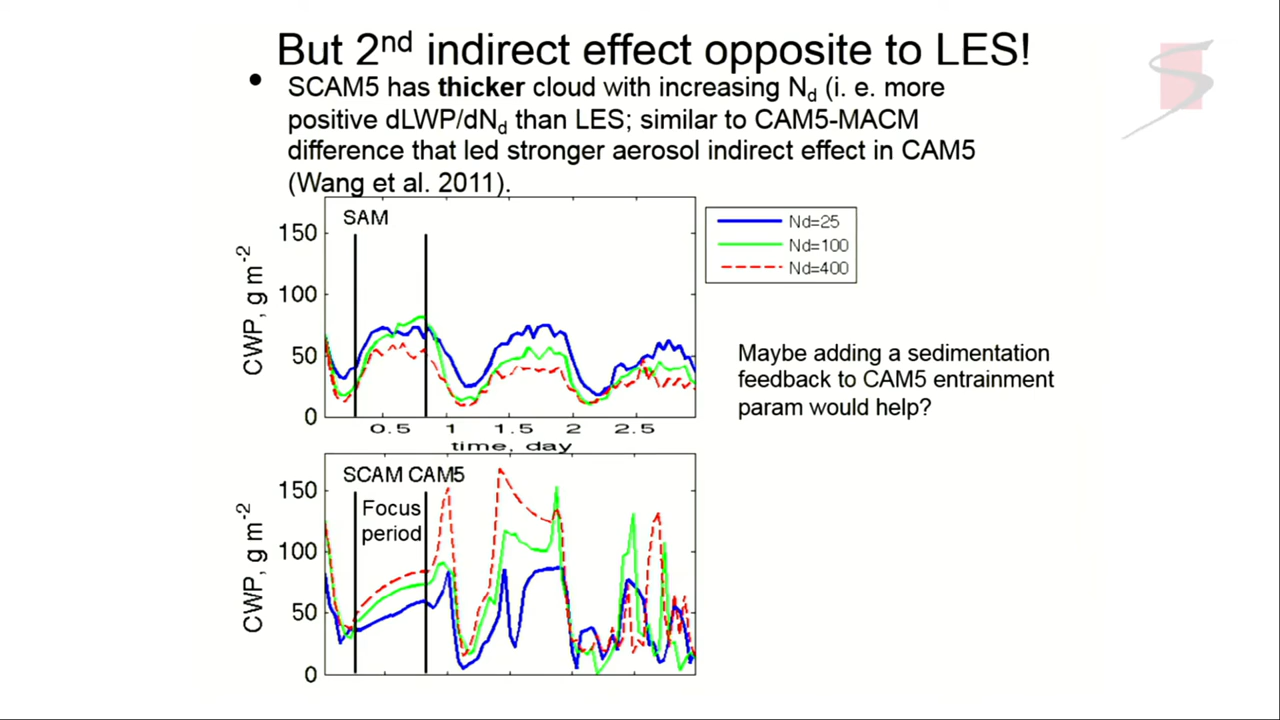 But 2nd indirect effect opposite to LES!
• SCAM5 has thicker cloud with increasing Nd (i. e. more
positive dLWP/dNd than LES; similar to CAM5-MACM
difference that led stronger aerosol indirect effect in CAM5
(Wang et al. 2011).
SAM
150
100
50
0
CWP, g m-2
0.5 1 1.5 2 2.5
time, day
Nd=25
Nd=100
Nd=400
Maybe adding a sedimentation
feedback to CAM5 entrainment
param would help?
SCAM CAM5
Focus
period
150
100
50
0
CWP, g m-2